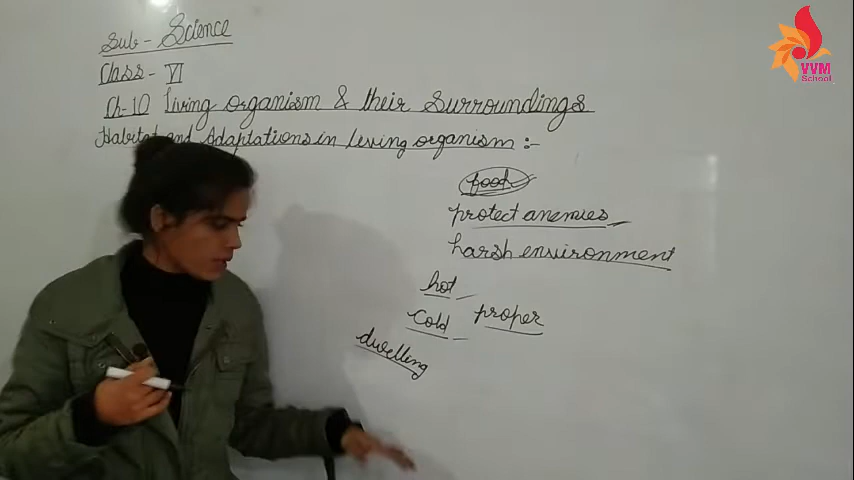 Sub - Science
Class - VI
Ch-10 Living organism & their Surroundings
Habitat and Adaptations in living organism :-
food
protect anemies
harsh environment
hot
cold proper
dwelling
VVM
School